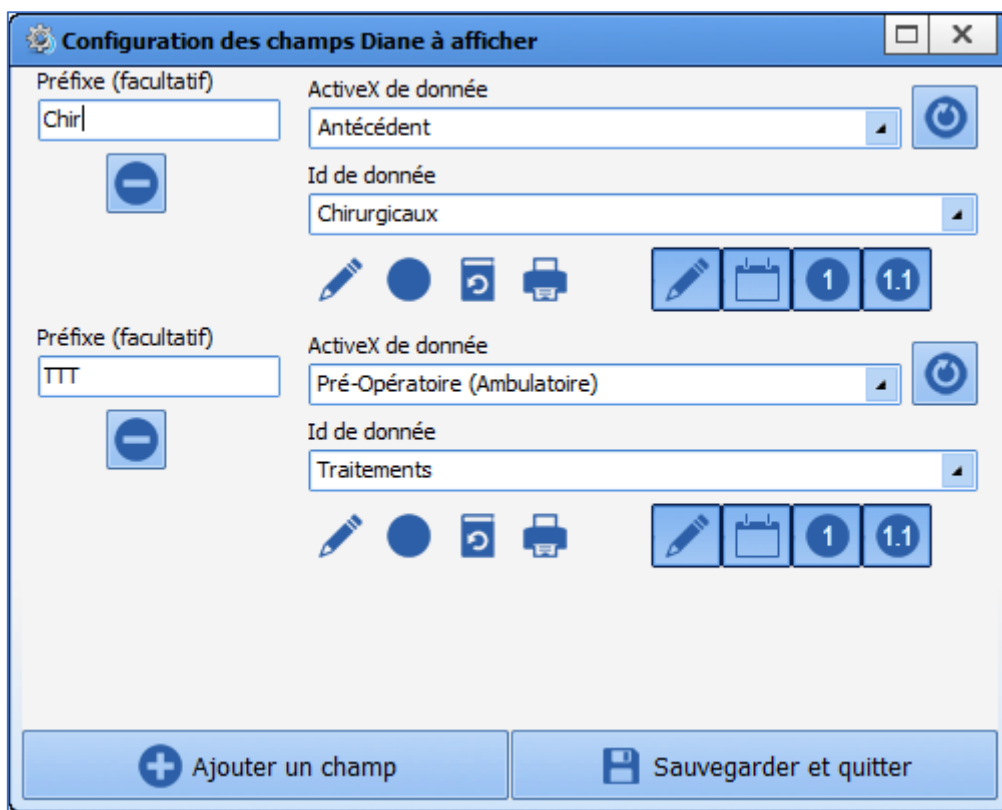 Configuration des champs Diane à afficher
Préfixe (facultatif)
ActiveX de donnée
Chir
Antécédent
Id de donnée
Chirurgicaux
1
1.1
Préfixe (facultatif)
ActiveX de donnée
TTT
Pré-Opératoire (Ambulatoire)
Id de donnée
Traitements
1
1.1
Ajouter un champ
Sauvegarder et quitter